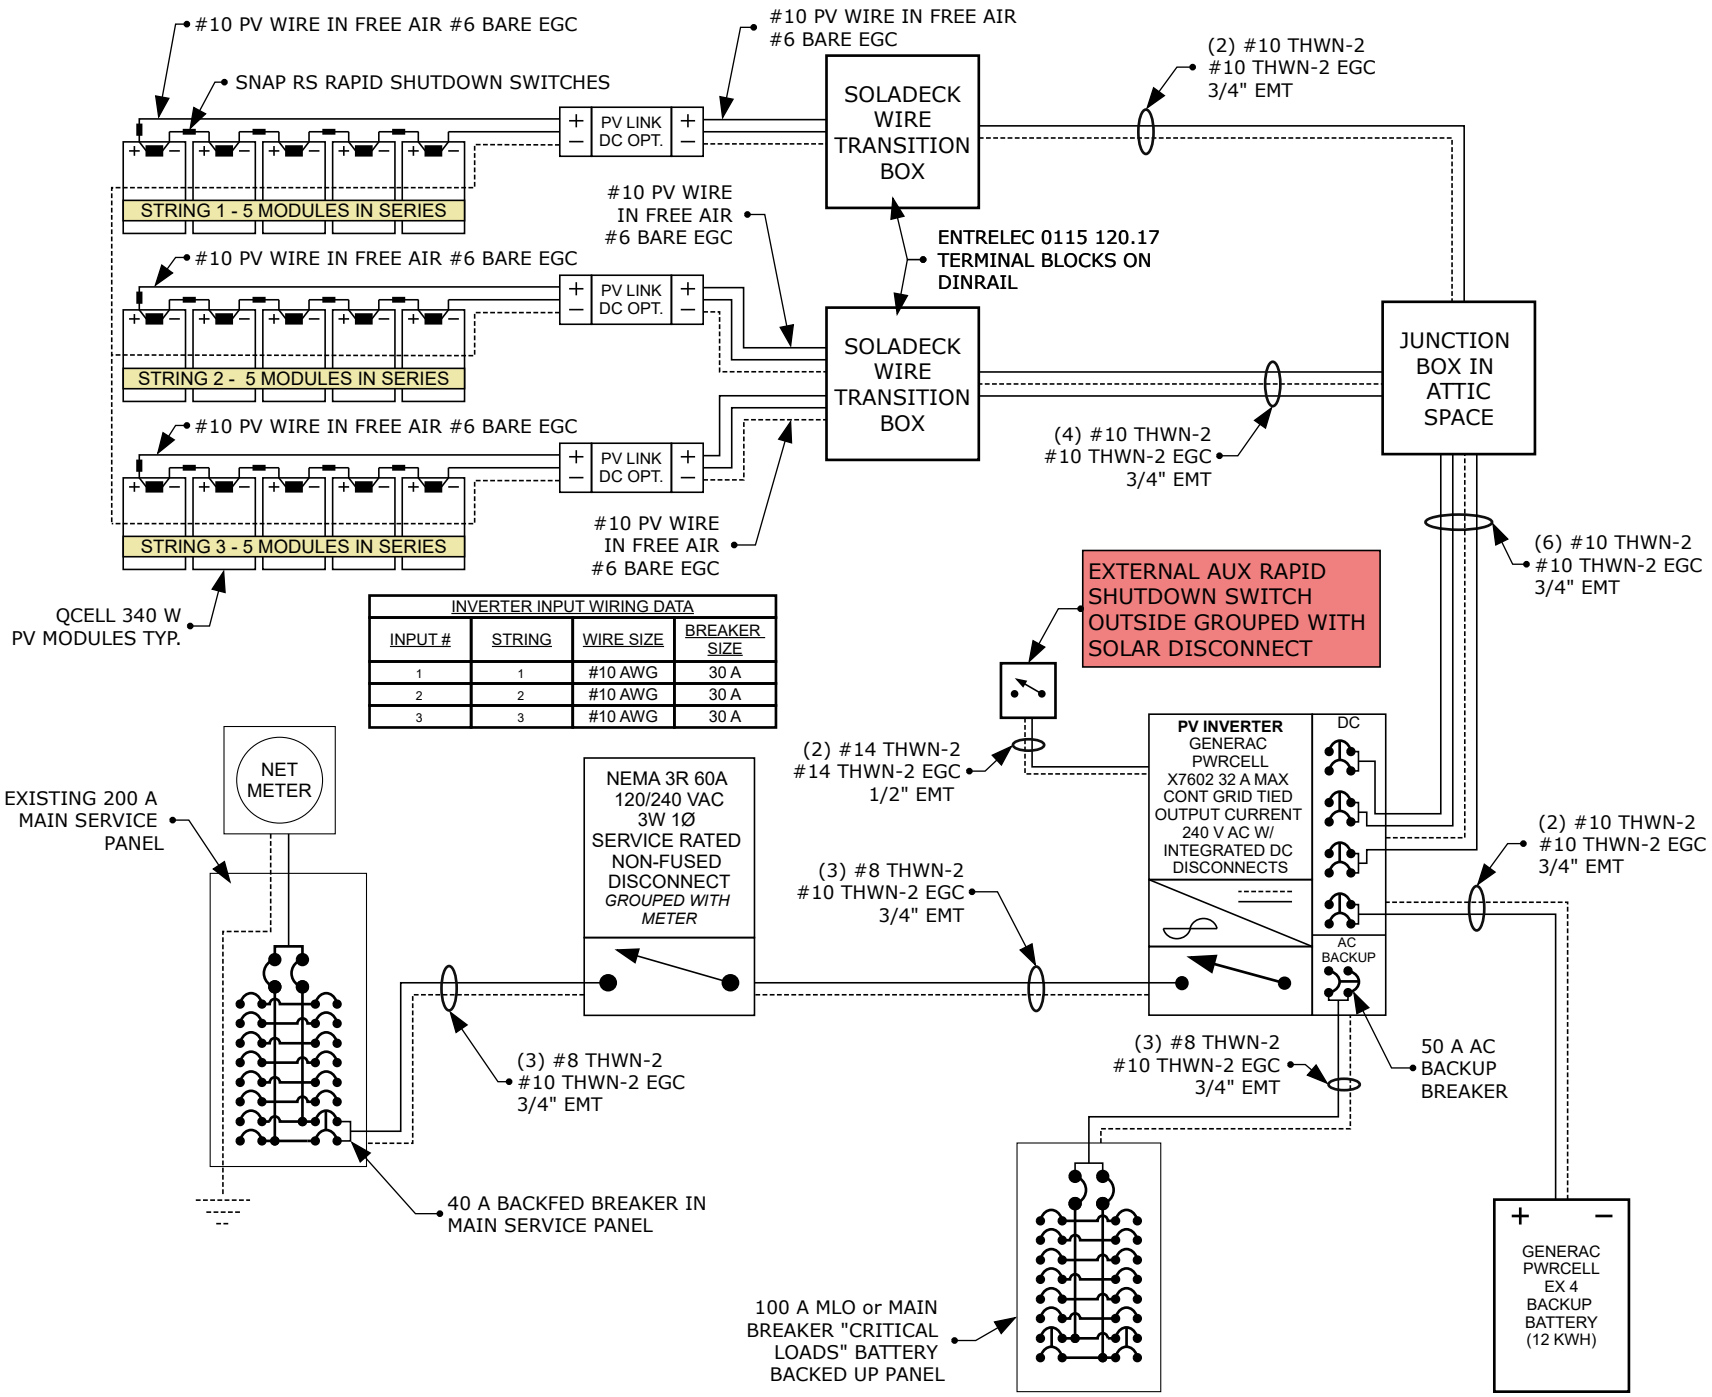 #10 PV WIRE IN FREE AIR #6 BARE EGC
#10 PV WIRE IN FREE AIR
#6 BARE EGC
(2) #10 THWN-2
#10 THWN-2 EGC
3/4" EMT
SNAP RS RAPID SHUTDOWN SWITCHES
SOLADECK
WIRE
TRANSITION
BOX
+ PV LINK +
- DC OPT. -
+ - + - + - + - + -
STRING 1 - 5 MODULES IN SERIES
#10 PV WIRE
IN FREE AIR
#6 BARE EGC
ENTRELEC 0115 120.17
TERMINAL BLOCKS ON
DINRAIL
#10 PV WIRE IN FREE AIR #6 BARE EGC
+ PV LINK +
- DC OPT. -
+ - + - + - + - + -
STRING 2 - 5 MODULES IN SERIES
SOLADECK
WIRE
TRANSITION
BOX
JUNCTION
BOX IN
ATTIC
SPACE
#10 PV WIRE IN FREE AIR #6 BARE EGC
(4) #10 THWN-2
#10 THWN-2 EGC
3/4" EMT
+ PV LINK +
- DC OPT. -
+ - + - + - + - + -
STRING 3 - 5 MODULES IN SERIES
#10 PV WIRE
IN FREE AIR
#6 BARE EGC
(6) #10 THWN-2
#10 THWN-2 EGC
3/4" EMT
EXTERNAL AUX RAPID
SHUTDOWN SWITCH
OUTSIDE GROUPED WITH
SOLAR DISCONNECT
QCELL 340 W
PV MODULES TYP.
INVERTER INPUT WIRING DATA
INPUT # STRING WIRE SIZE BREAKER SIZE
1 1 #10 AWG 30 A
2 2 #10 AWG 30 A
3 3 #10 AWG 30 A
NET
METER
EXISTING 200 A
MAIN SERVICE
PANEL
NEMA 3R 60A
120/240 VAC
3W 1Ø
SERVICE RATED
NON-FUSED
DISCONNECT
GROUPED WITH
METER
(2) #14 THWN-2
#14 THWN-2 EGC
1/2" EMT
PV INVERTER
GENERAC
PWRCELL
X7602 32 A MAX
CONT GRID TIED
OUTPUT CURRENT
240 V AC W/
INTEGRATED DC
DISCONNECTS
DC
AC
BACKUP
(2) #10 THWN-2
#10 THWN-2 EGC
3/4" EMT
(3) #8 THWN-2
#10 THWN-2 EGC
3/4" EMT
(3) #8 THWN-2
#10 THWN-2 EGC
3/4" EMT
(3) #8 THWN-2
#10 THWN-2 EGC
3/4" EMT
50 A AC
BACKUP
BREAKER
40 A BACKFED BREAKER IN
MAIN SERVICE PANEL
100 A MLO or MAIN
BREAKER "CRITICAL
LOADS" BATTERY
BACKED UP PANEL
+ -
GENERAC
PWRCELL
EX 4
BACKUP
BATTERY
(12 KWH)